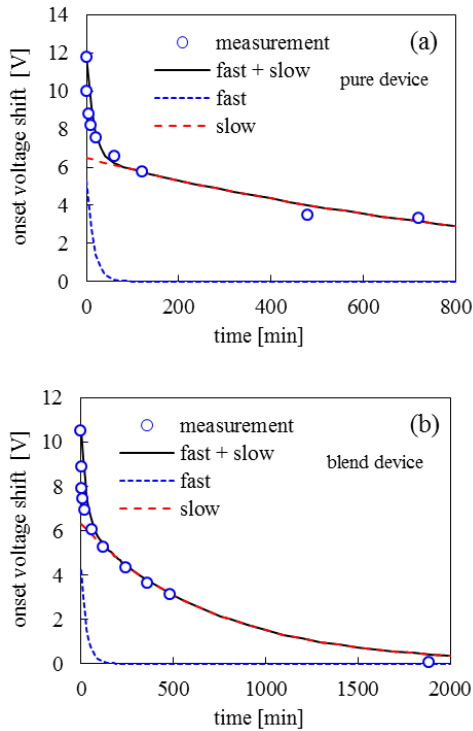 14
12
10
8
6
4
2
0
onset voltage shift [V]
(a)
measurement
fast + slow
pure device
fast
slow
0 200 400 600 800
time [min]
12
10
8
6
4
2
0
onset voltage shift [V]
(b)
measurement
fast + slow
blend device
fast
slow
0 500 1000 1500 2000
time [min]